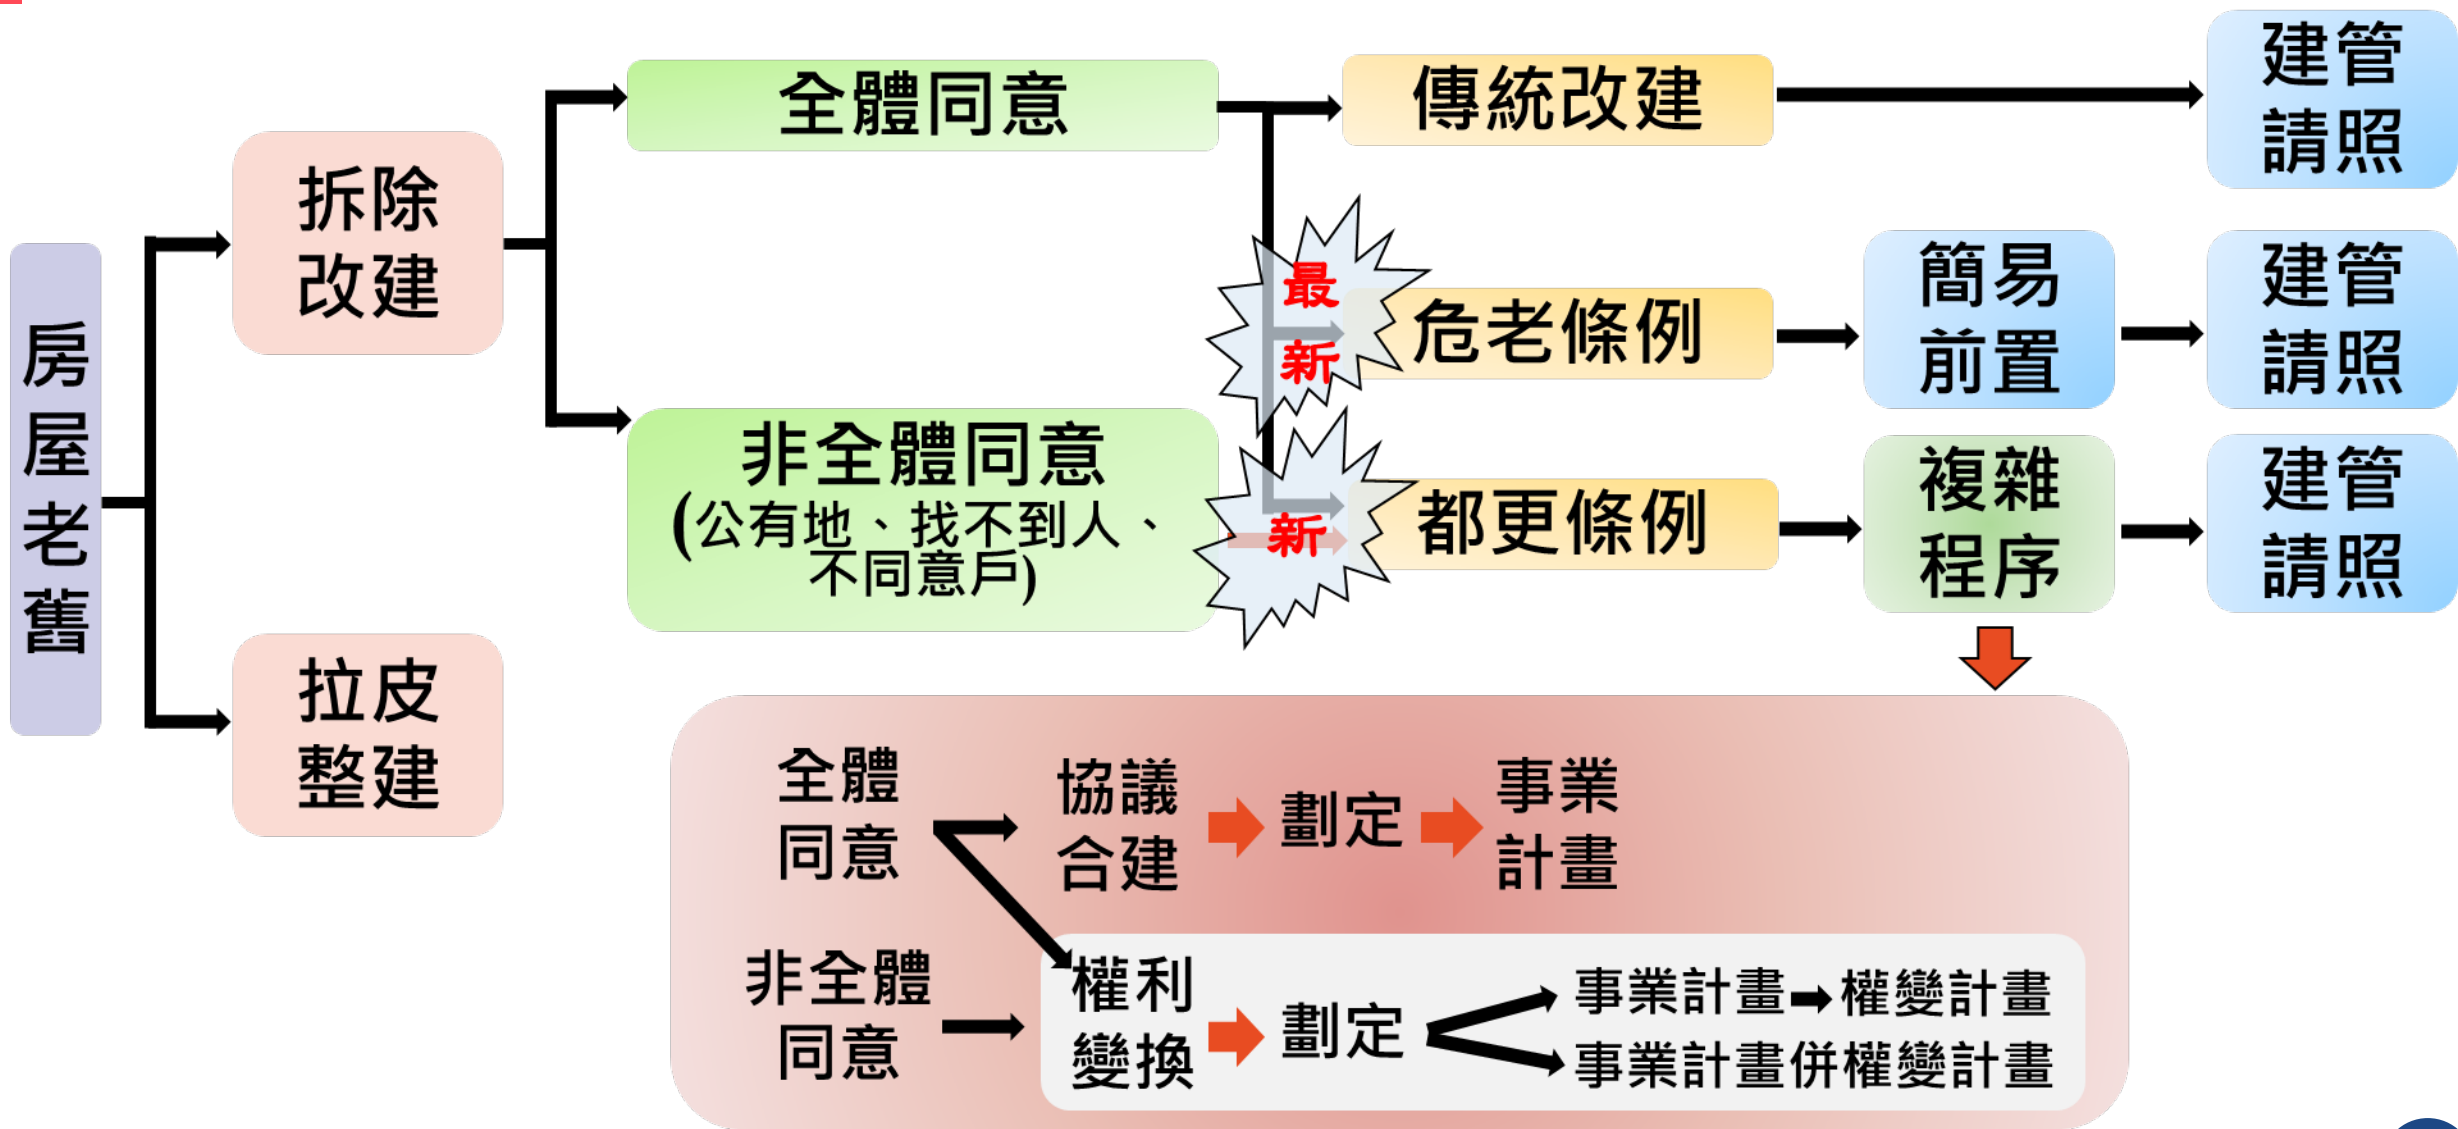 房
屋
老
舊
拆除
改建
拉皮
整建
全體同意
非全體同意
(公有地、找不到人、
不同意戶)
傳統改建
建管
請照
最
新
危老條例
簡易
前置
建管
請照
新
都更條例
複雜
程序
建管
請照
全體
同意
協議
合建
劃定
事業
計畫
非全體
同意
權利
變換
劃定
事業計畫
權變計畫
事業計畫併權變計畫